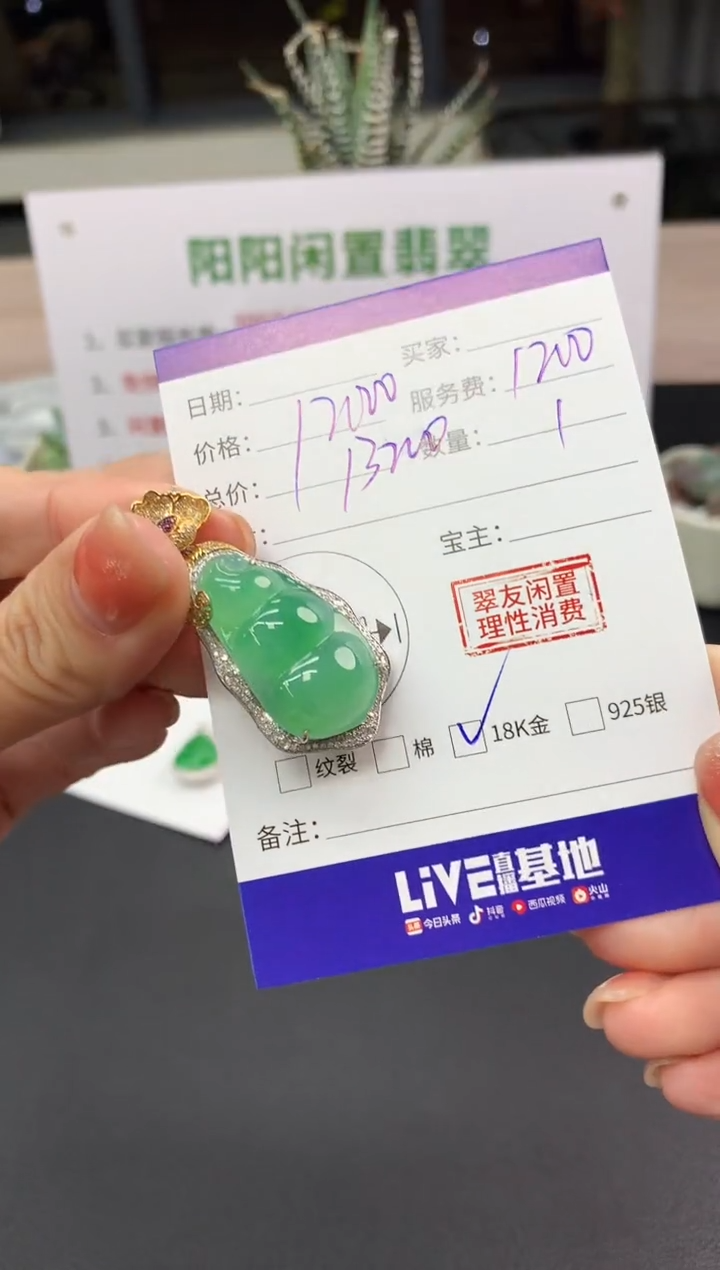 阳阳闲置翡翠
买家：
日期：
服务费： 1200
价格： 12000
数量： 1
总价： 13200
宝主：
翠友闲置
理性消费
纹裂 棉 18K金 925银
备注：
LiVE直播基地
今日头条 抖音 西瓜视频 火山